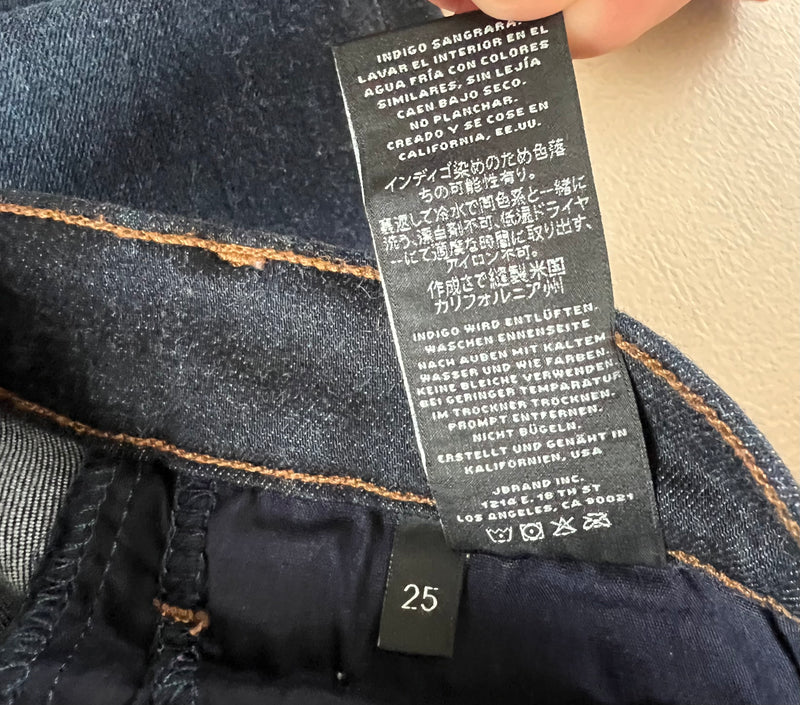 INDIGO SANGRARA.
LAVAR EL INTERIOR EN EL
AGUA FRÍA CON COLORES
SIMILARES, SIN LEJÍA
CAEN BAJO SECO.
NO PLANCHAR.
CREADO Y SE COSE EN
CALIFORNIA, EE.UU.
インディゴ染めのため色落
ちの可能性有り。
裏返して冷水で同色系と一緒に
洗う、漂白剤不可、低温ドライヤ
ーにて適度な時間に取り出す、
アイロン不可。
作成さで縫製米国
カリフォルニア州
INDIGO WIRD ENTLÜFTEN.
WASCHEN ENNENSEITE
NACH AUBEN MIT KALTEM
WASSER UND WIE FARBEN.
KEINE BLEICHE VERWENDEN.
BEI GERINGER TEMPARATUR
IM TROCKNER TROCKNEN.
PROMPT ENTFERNEN.
NICHT BÜGELN.
ERSTELLT UND GENÄHT IN
KALIFORNIEN, USA
JBRAND INC.
1214 E. 18 TH ST
LOS ANGELES, CA 90021
25